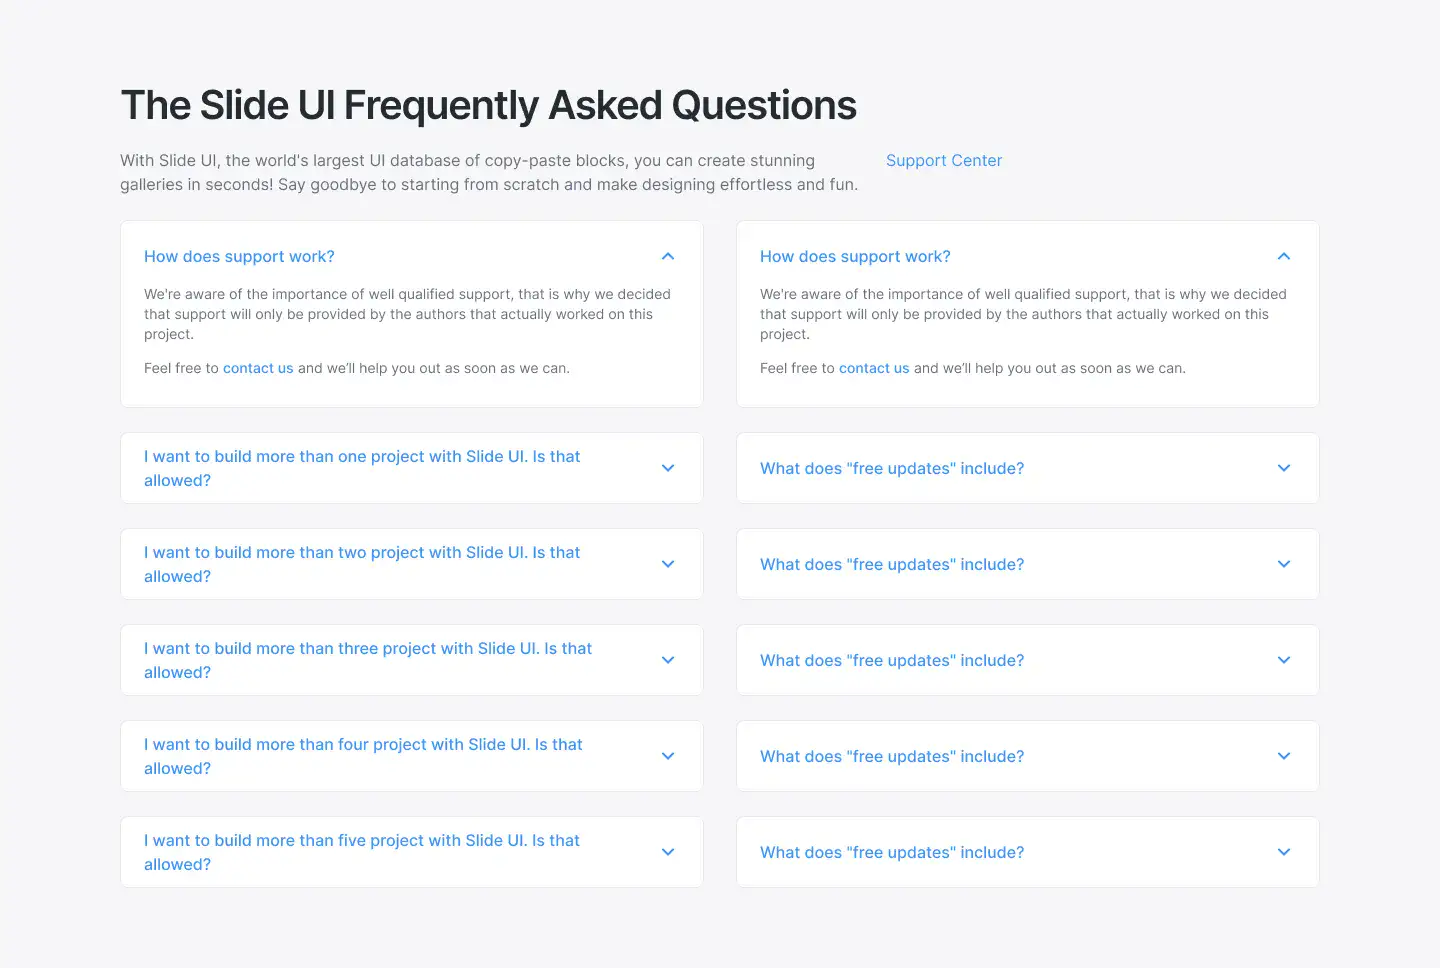 The Slide UI Frequently Asked Questions
With Slide UI, the world's largest UI database of copy-paste blocks, you can create stunning
galleries in seconds! Say goodbye to starting from scratch and make designing effortless and fun.
Support Center
How does support work?
We're aware of the importance of well qualified support, that is why we decided
that support will only be provided by the authors that actually worked on this
project.
Feel free to contact us and we’ll help you out as soon as we can.
I want to build more than one project with Slide UI. Is that
allowed?
I want to build more than two project with Slide UI. Is that
allowed?
I want to build more than three project with Slide UI. Is that
allowed?
I want to build more than four project with Slide UI. Is that
allowed?
I want to build more than five project with Slide UI. Is that
allowed?
How does support work?
We're aware of the importance of well qualified support, that is why we decided
that support will only be provided by the authors that actually worked on this
project.
Feel free to contact us and we’ll help you out as soon as we can.
What does "free updates" include?
What does "free updates" include?
What does "free updates" include?
What does "free updates" include?
What does "free updates" include?